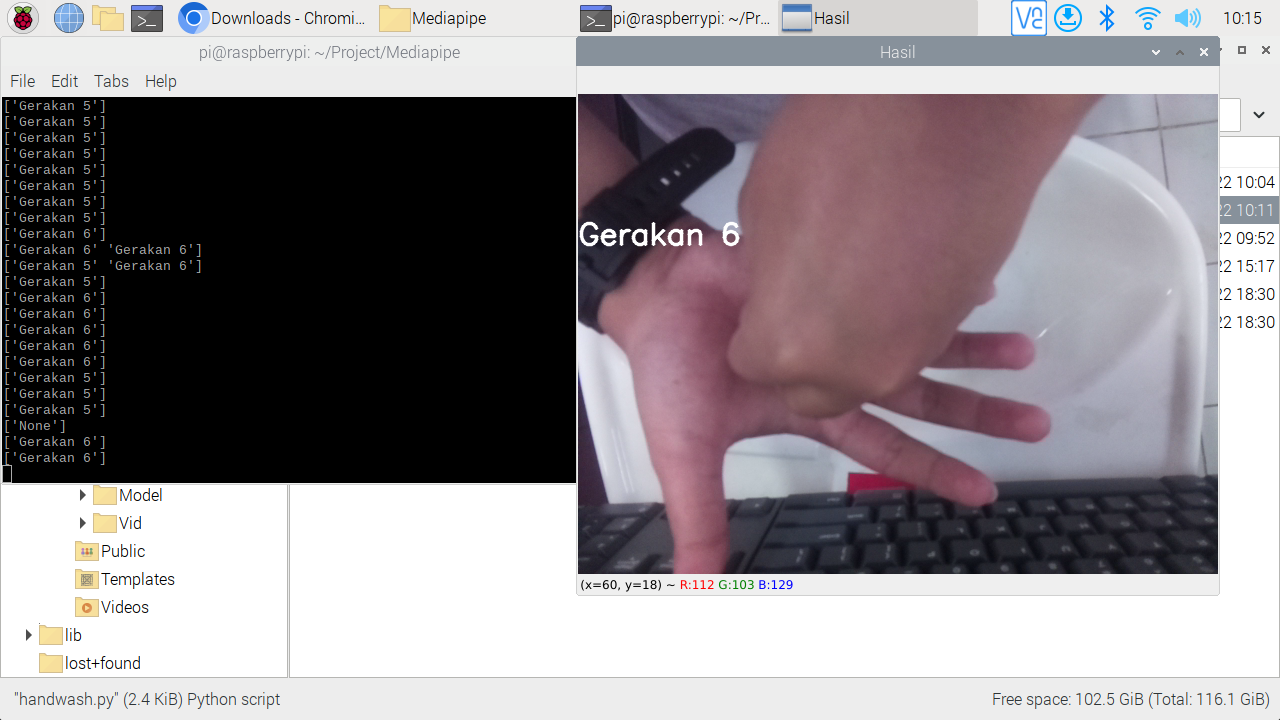 Downloads - Chromi...
Mediapipe
pi@raspberrypi: ~/Pr...
Hasil
10:15
pi@raspberrypi: ~/Project/Mediapipe
File Edit Tabs Help
['Gerakan 5']
['Gerakan 5']
['Gerakan 5']
['Gerakan 5']
['Gerakan 5']
['Gerakan 5']
['Gerakan 5']
['Gerakan 5']
['Gerakan 6']
['Gerakan 6' 'Gerakan 6']
['Gerakan 5' 'Gerakan 6']
['Gerakan 5']
['Gerakan 6']
['Gerakan 6']
['Gerakan 6']
['Gerakan 6']
['Gerakan 6']
['Gerakan 5']
['Gerakan 5']
['Gerakan 5']
['None']
['Gerakan 6']
['Gerakan 6']
Hasil
Gerakan 6
(x=60, y=18) ~ R:112 G:103 B:129
22 10:04
22 10:11
22 09:52
22 15:17
22 18:30
22 18:30
Model
Vid
Public
Templates
Videos
lib
lost+found
"handwash.py" (2.4 KiB) Python script
Free space: 102.5 GiB (Total: 116.1 GiB)